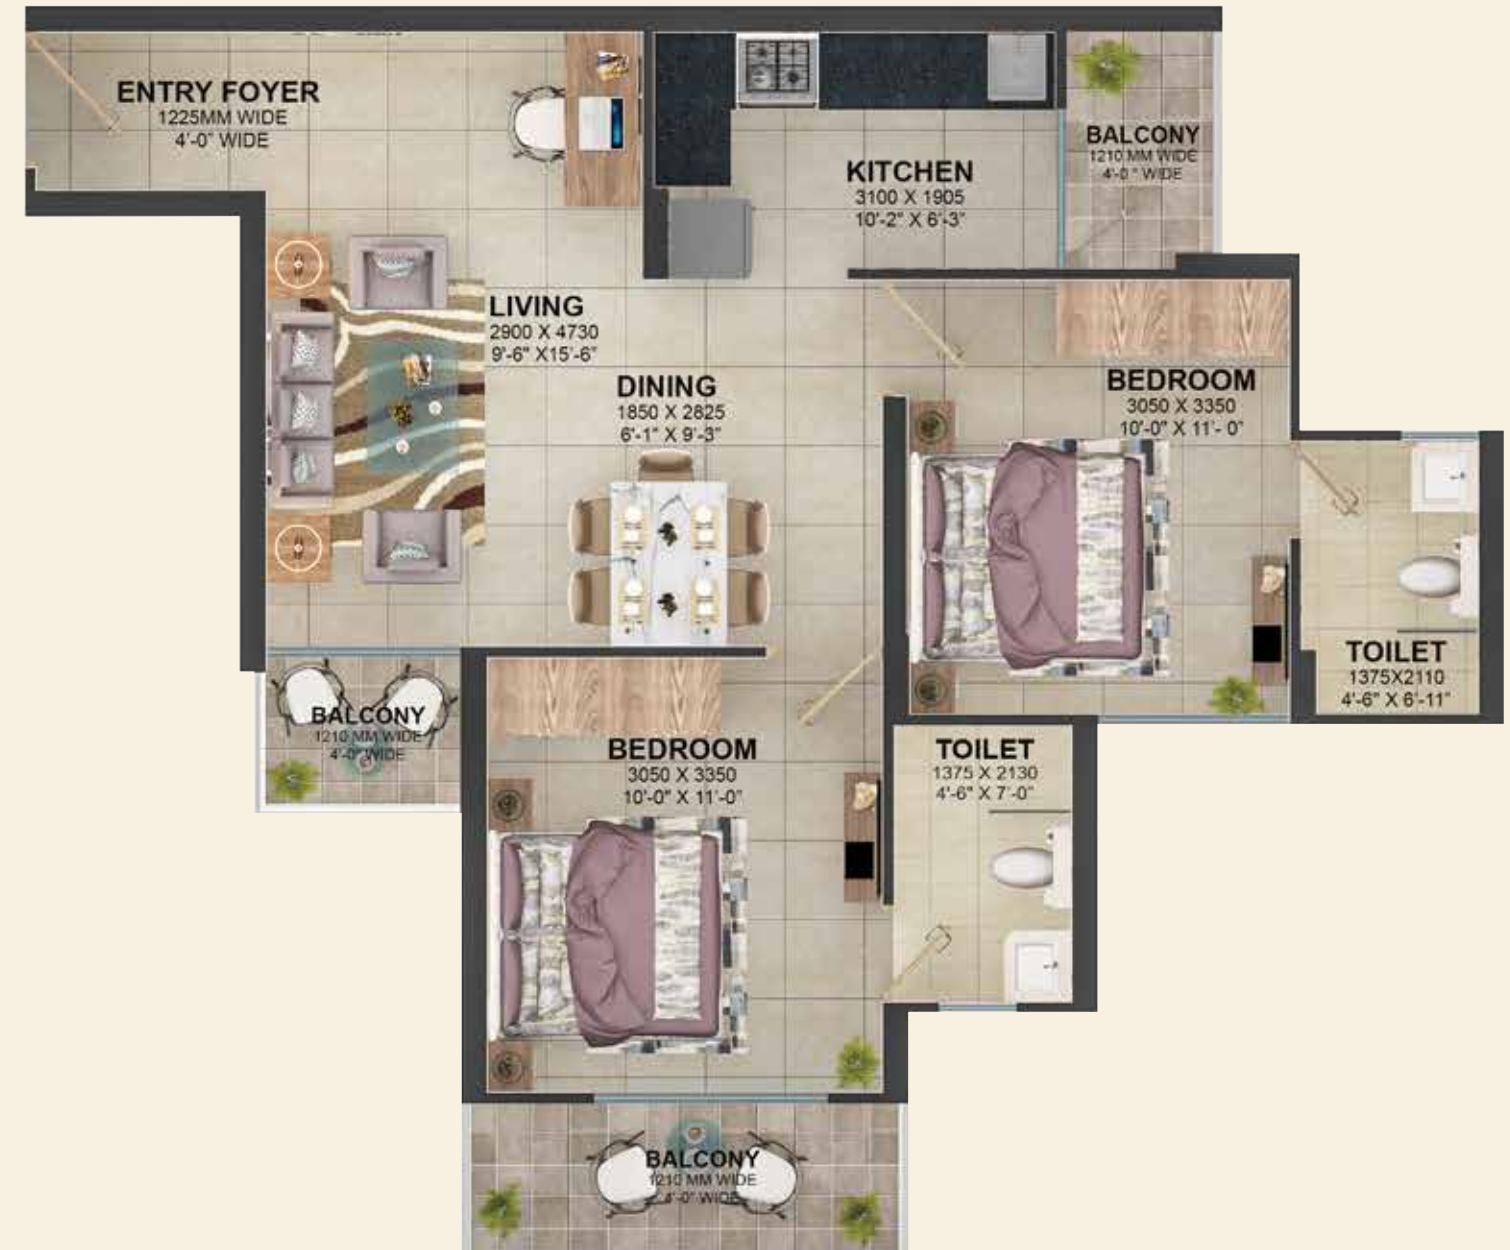 ENTRY FOYER
1225MM WIDE
4'-0" WIDE
BALCONY
1210 MM WIDE
4'-0" WIDE
KITCHEN
3100 X 1905
10'-2" X 6'-3"
LIVING
2900 X 4730
9'-6" X15'-6"
DINING
1850 X 2825
6'-1" X 9'-3"
BEDROOM
3050 X 3350
10'-0" X 11'- 0"
TOILET
1375X2110
4'-6" X 6'-11"
BALCONY
1210 MM WIDE
4'-0" WIDE
BEDROOM
3050 X 3350
10'-0" X 11'-0"
TOILET
1375 X 2130
4'-6" X 7'-0"
BALCONY
1210 MM WIDE
4'-0" WIDE